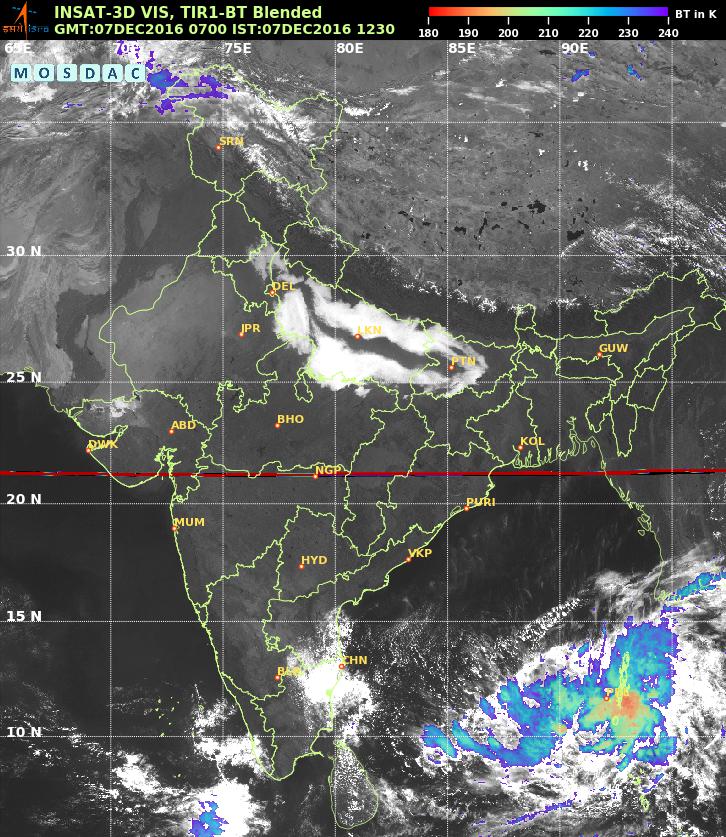 INSAT-3D VIS, TIR1-BT Blended
GMT:07DEC2016 0700 IST:07DEC2016 1230
BT in K
180 190 200 210 220 230 240
65E 70E 75E 80E 85E 90E
MOSDAC
SRN
30 N
DEL
JPR
LKN
GUW
PTN
25 N
ABD
BHO
DWK
KOL
NGP
20 N
PURI
MUM
VKP
HYD
15 N
CHN
10 N